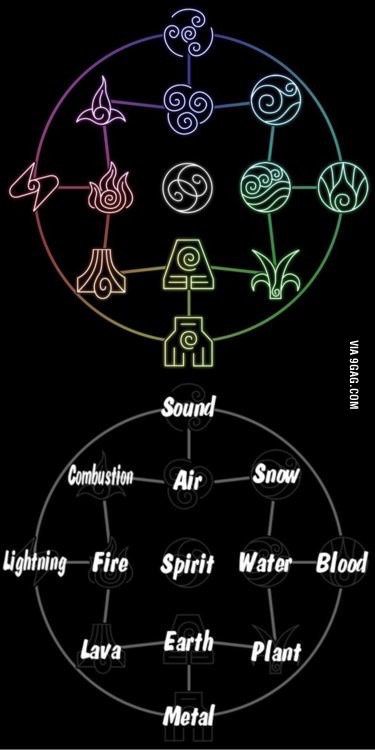 VIA 9GAG.COM
Sound
Combustion Air Snow
Lightning Fire Spirit Water Blood
Lava Earth Plant
Metal